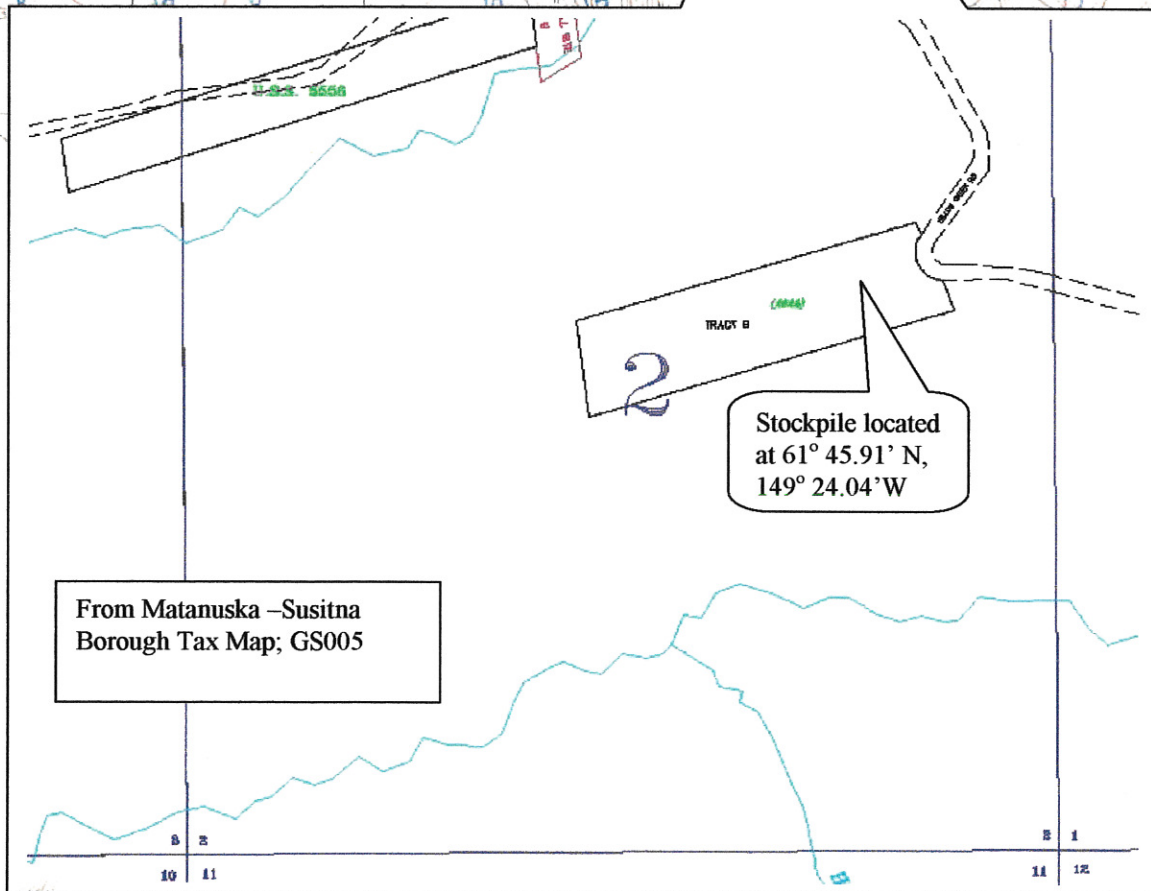 U.S.S. 5558
TRACT B
2
Stockpile located
at 61° 45.91’ N,
149° 24.04’W
From Matanuska –Susitna
Borough Tax Map; GS005
3 2
10 11
2 1
11 12